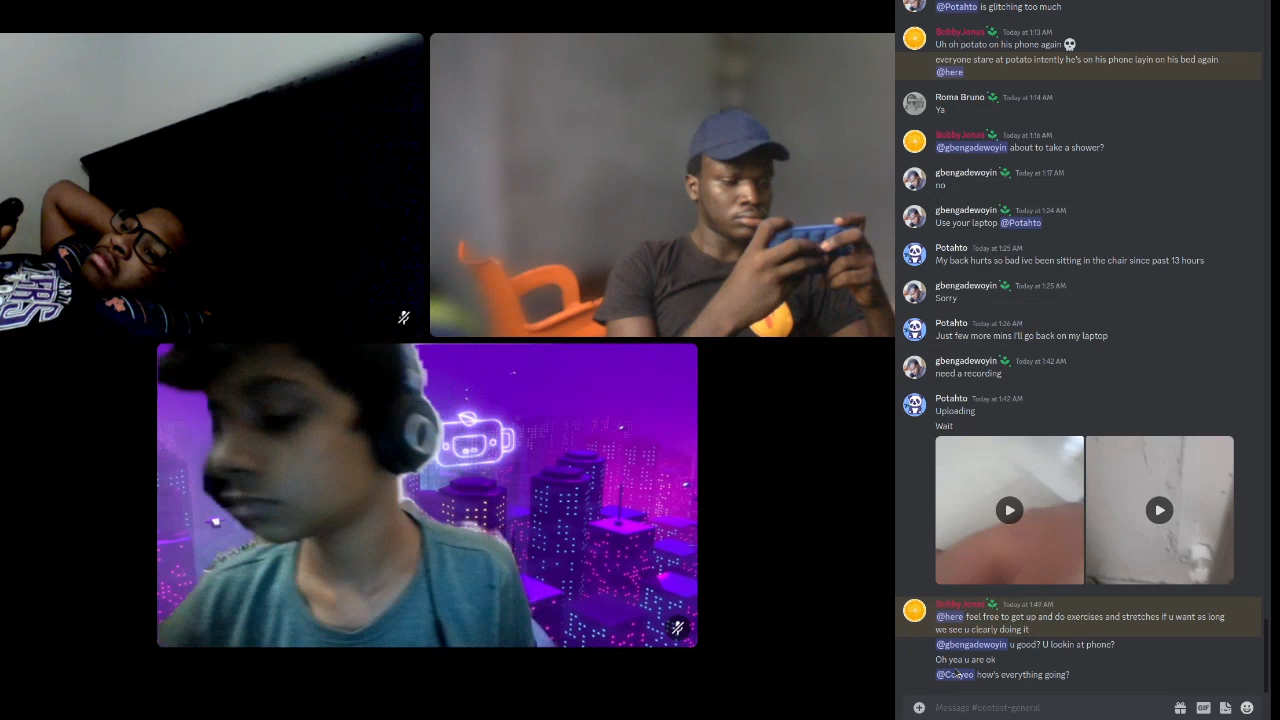 @Potahto is glitching too much
BobbyJonas Today at 1:13 AM
Uh oh potato on his phone again 💀
everyone stare at potato intently he's on his phone layin on his bed again
@here
Roma Bruno Today at 1:14 AM
Ya
BobbyJonas Today at 1:16 AM
@gbengadewoyin about to take a shower?
gbengadewoyin Today at 1:17 AM
no
gbengadewoyin Today at 1:24 AM
Use your laptop @Potahto
Potahto Today at 1:25 AM
My back hurts so bad ive been sitting in the chair since past 13 hours
gbengadewoyin Today at 1:25 AM
Sorry
Potahto Today at 1:26 AM
Just few more mins I'll go back on my laptop
gbengadewoyin Today at 1:42 AM
need a recording
Potahto Today at 1:42 AM
Uploading
Wait
BobbyJonas Today at 1:49 AM
@here feel free to get up and do exercises and stretches if u want as long
we see u clearly doing it
@gbengadewoyin u good? U lookin at phone?
Oh yea u are ok
how's everything going?
Message #contest-general
GIF